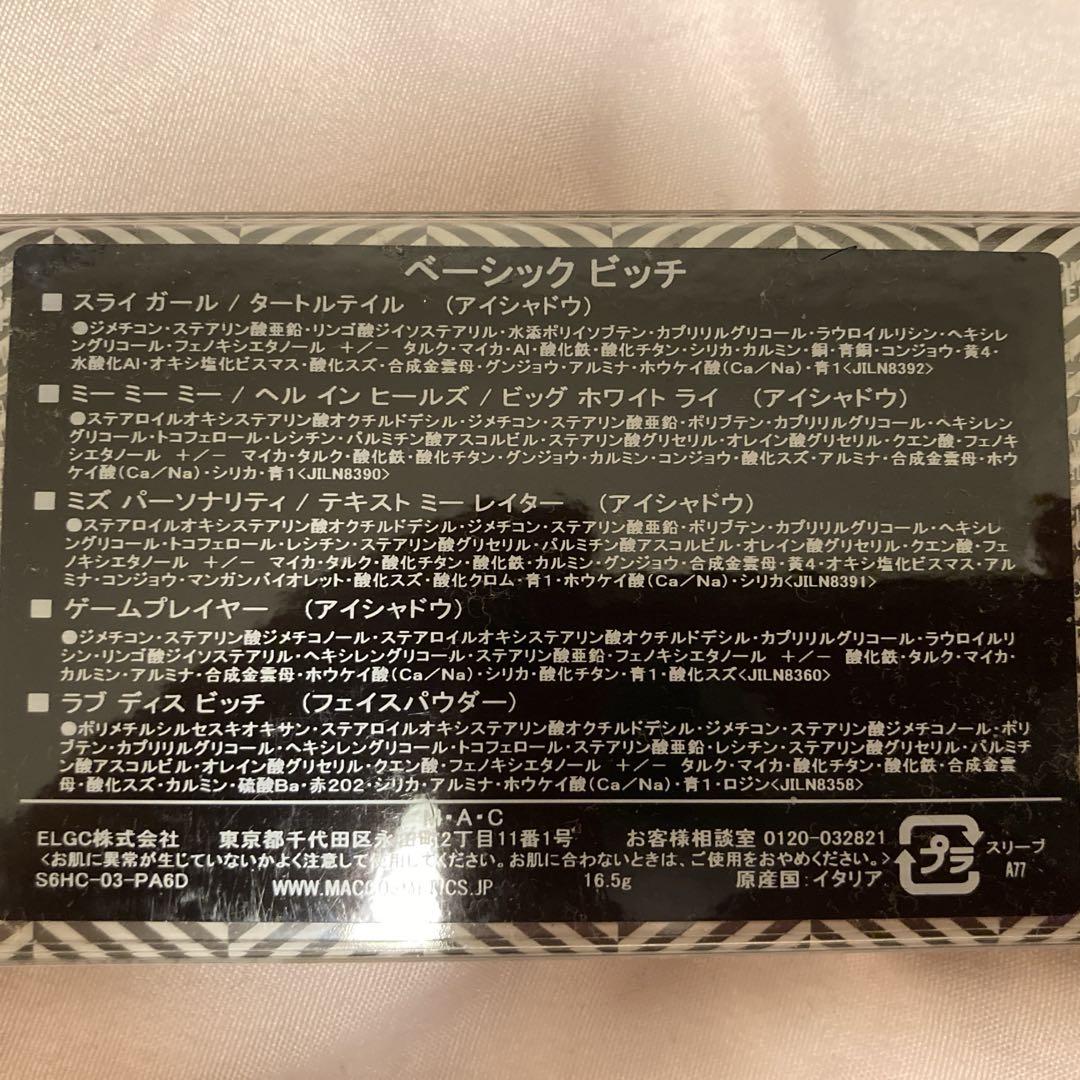 ベーシック ビッチ
■ スライ ガール / タートルテイル （アイシャドウ）
●ジメチコン・ステアリン酸亜鉛・リンゴ酸ジイソステアリル・水添ポリイソブテン・カプリリルグリコール・ラウロイルリシン・ヘキシレ
ングリコール・フェノキシエタノール +/- タルク・マイカ・Al・酸化鉄・酸化チタン・シリカ・カルミン・銅・青銅・コンジョウ・黄4・
水酸化Al・オキシ塩化ビスマス・酸化スズ・合成金雲母・グンジョウ・アルミナ・ホウケイ酸(Ca/Na)・青1<JILN8392>
■ ミー ミー ミー / ヘル イン ヒールズ / ビッグ ホワイト ライ （アイシャドウ）
●ステアロイルオキシステアリン酸オクチルドデシル・ジメチコン・ステアリン酸亜鉛・ポリブテン・カプリリルグリコール・ヘキシレン
グリコール・トコフェロール・レシチン・パルミチン酸アスコルビル・ステアリン酸グリセリル・オレイン酸グリセリル・クエン酸・フェノキ
シエタノール +/- マイカ・タルク・酸化鉄・酸化チタン・グンジョウ・カルミン・コンジョウ・酸化スズ・アルミナ・合成金雲母・ホウ
ケイ酸(Ca/Na)・シリカ・青1<JILN8390>
■ ミズ パーソナリティ / テキスト ミー レイター （アイシャドウ）
●ステアロイルオキシステアリン酸オクチルドデシル・ジメチコン・ステアリン酸亜鉛・ポリブテン・カプリリルグリコール・ヘキシレ
ングリコール・トコフェロール・レシチン・ステアリン酸グリセリル・パルミチン酸アスコルビル・オレイン酸グリセリル・クエン酸・フェ
ノキシエタノール +/- マイカ・タルク・酸化チタン・酸化鉄・カルミン・グンジョウ・合成金雲母・黄4・オキシ塩化ビスマス・アル
ミナ・コンジョウ・マンガンバイオレット・酸化スズ・酸化クロム・青1・ホウケイ酸(Ca/Na)・シリカ<JILN8391>
■ ゲームプレイヤー （アイシャドウ）
●ジメチコン・ステアリン酸ジメチコノール・ステアロイルオキシステアリン酸オクチルドデシル・カプリリルグリコール・ラウロイルリ
シン・リンゴ酸ジイソステアリル・ヘキシレングリコール・ステアリン酸亜鉛・フェノキシエタノール +/- 酸化鉄・タルク・マイカ・
カルミン・アルミナ・合成金雲母・ホウケイ酸(Ca/Na)・シリカ・酸化チタン・青1・酸化スズ<JILN8360>
■ ラブ ディス ビッチ （フェイスパウダー）
●ポリメチルシルセスキオキサン・ステアロイルオキシステアリン酸オクチルドデシル・ジメチコン・ステアリン酸ジメチコノール・ポリ
ブテン・カプリリルグリコール・ヘキシレングリコール・トコフェロール・ステアリン酸亜鉛・レシチン・ステアリン酸グリセリル・パルミチ
ン酸アスコルビル・オレイン酸グリセリル・クエン酸・フェノキシエタノール +/- タルク・マイカ・酸化チタン・酸化鉄・合成金雲
母・酸化スズ・カルミン・硫酸Ba・赤202・シリカ・アルミナ・ホウケイ酸(Ca/Na)・青1・ロジン<JILN8358>
M・A・C
ELGC株式会社 東京都千代田区永田町2丁目11番1号 お客様相談室 0120-032821
<お肌に異常が生じていないかよく注意して使用してください。お肌に合わないときは、ご使用をおやめください。>
S6HC-03-PA6D WWW.MACCOSMETICS.JP 16.5g 原産国:イタリア
プラ スリーブ
A77